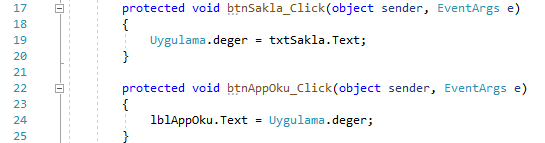 17 protected void btnSakla_Click(object sender, EventArgs e)
18 {
19 Uygulama.deger = txtSakla.Text;
20 }
21
22 protected void btnAppOku_Click(object sender, EventArgs e)
23 {
24 lblAppOku.Text = Uygulama.deger;
25 }